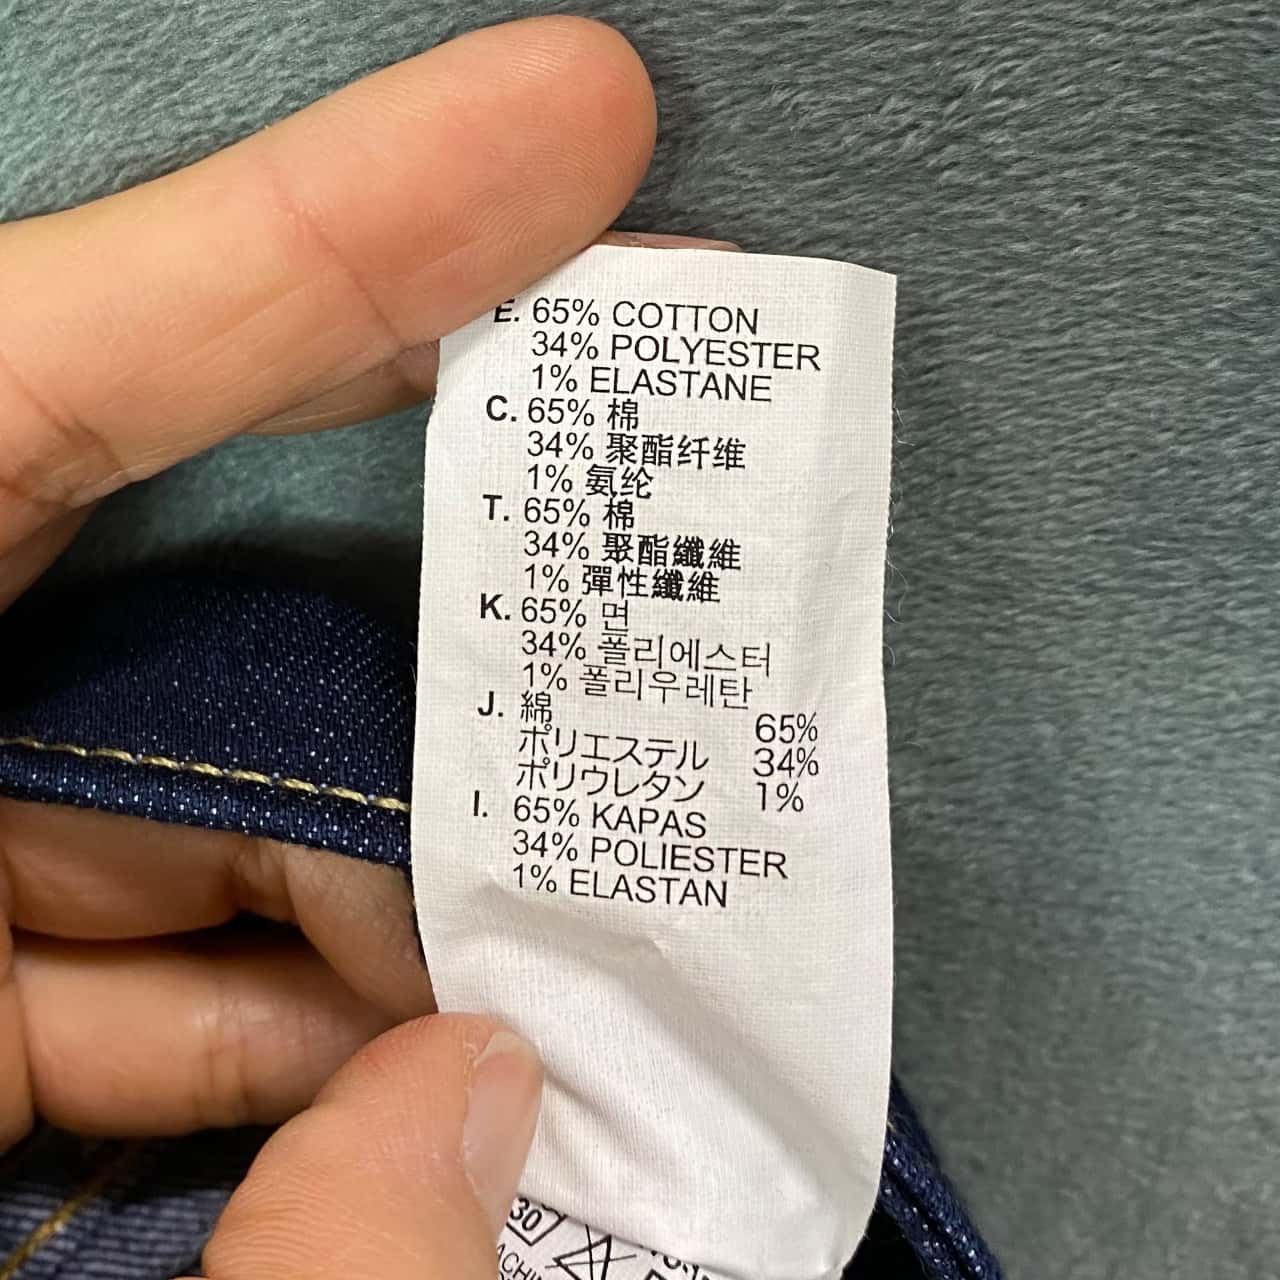 E. 65% COTTON
34% POLYESTER
1% ELASTANE
C. 65% 棉
34% 聚酯纤维
1% 氨纶
T. 65% 棉
34% 聚酯纖維
1% 彈性纖維
K. 65% 면
34% 폴리에스터
1% 폴리우레탄
J. 綿 65%
ポリエステル 34%
ポリウレタン 1%
I. 65% KAPAS
34% POLIESTER
1% ELASTAN
30